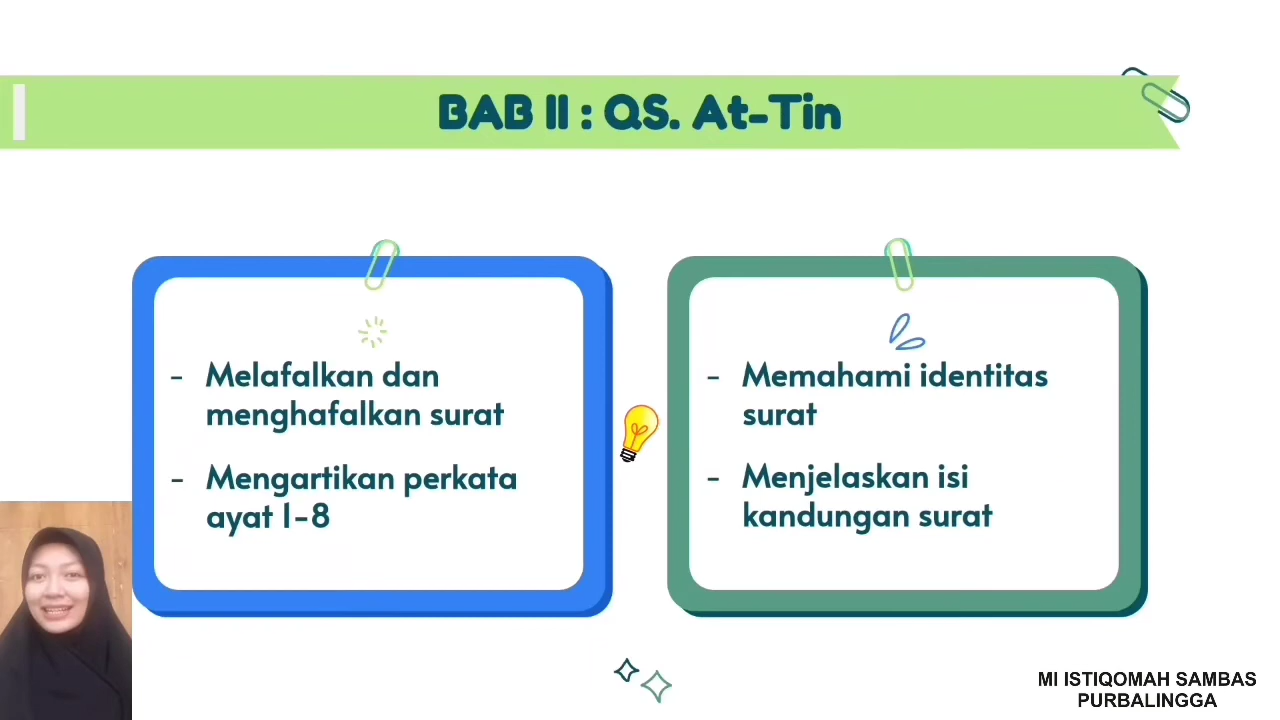 BAB II : QS. At-Tin
- Melafalkan dan
menghafalkan surat
- Mengartikan perkata
ayat 1-8
- Memahami identitas
surat
- Menjelaskan isi
kandungan surat
MI ISTIQOMAH SAMBAS
PURBALINGGA